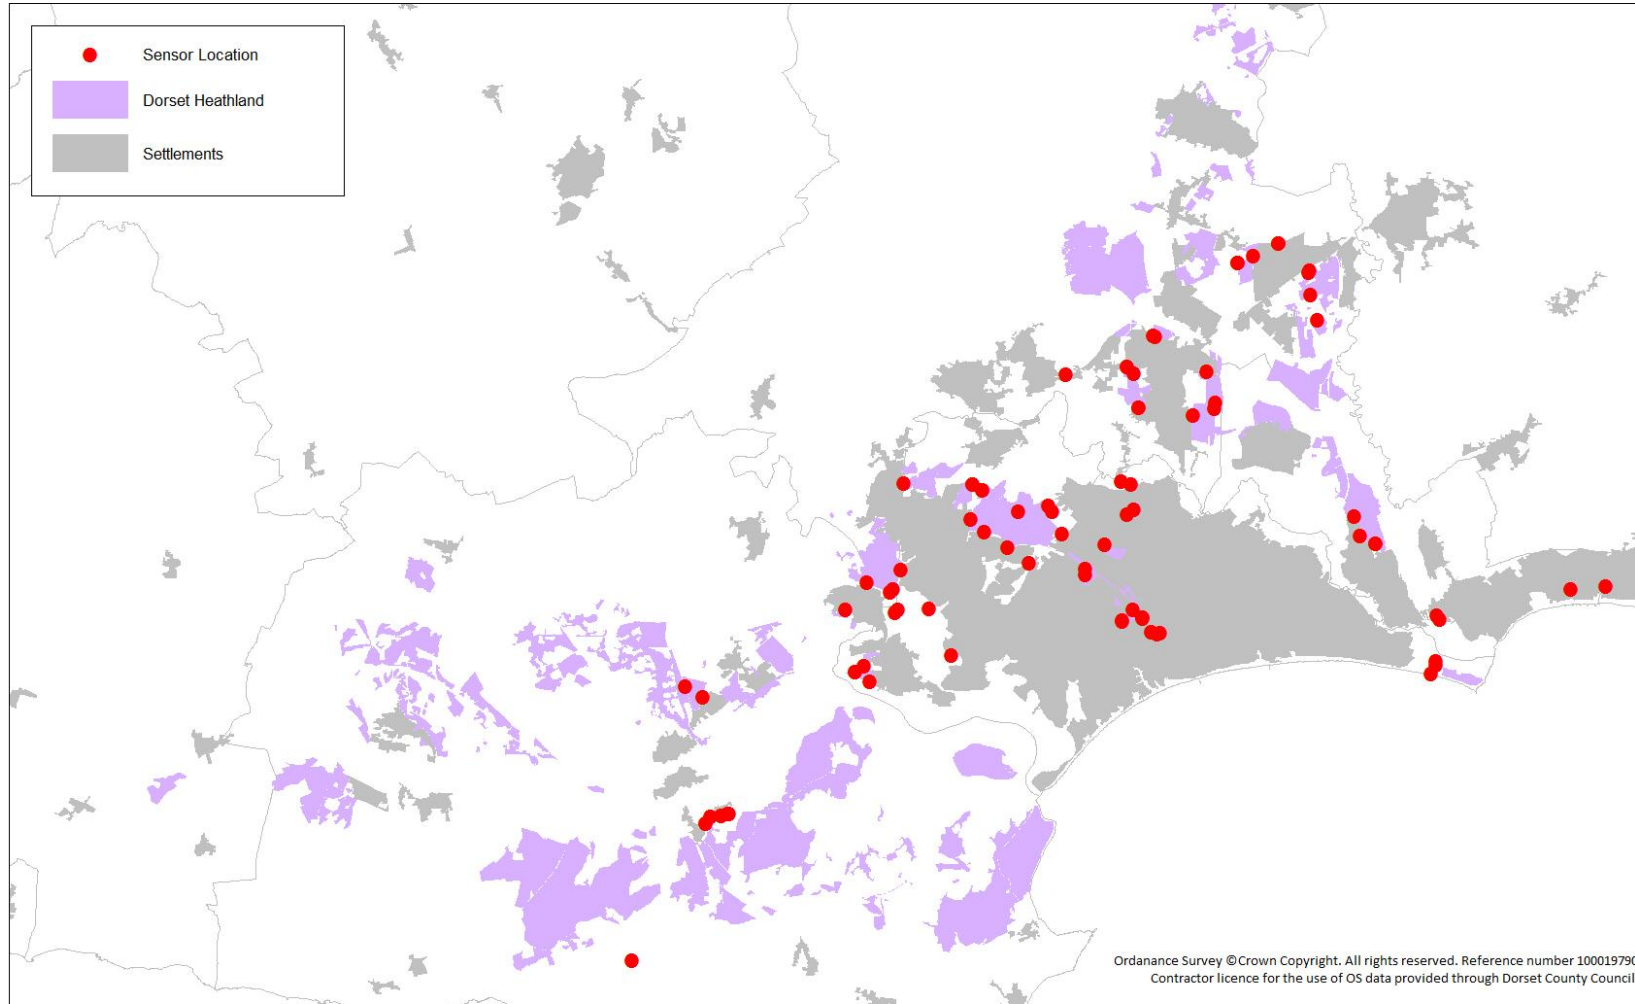 Sensor Location
Dorset Heathland
Settlements
Ordanance Survey ©Crown Copyright. All rights reserved. Reference number 100019790
Contractor licence for the use of OS data provided through Dorset County Council